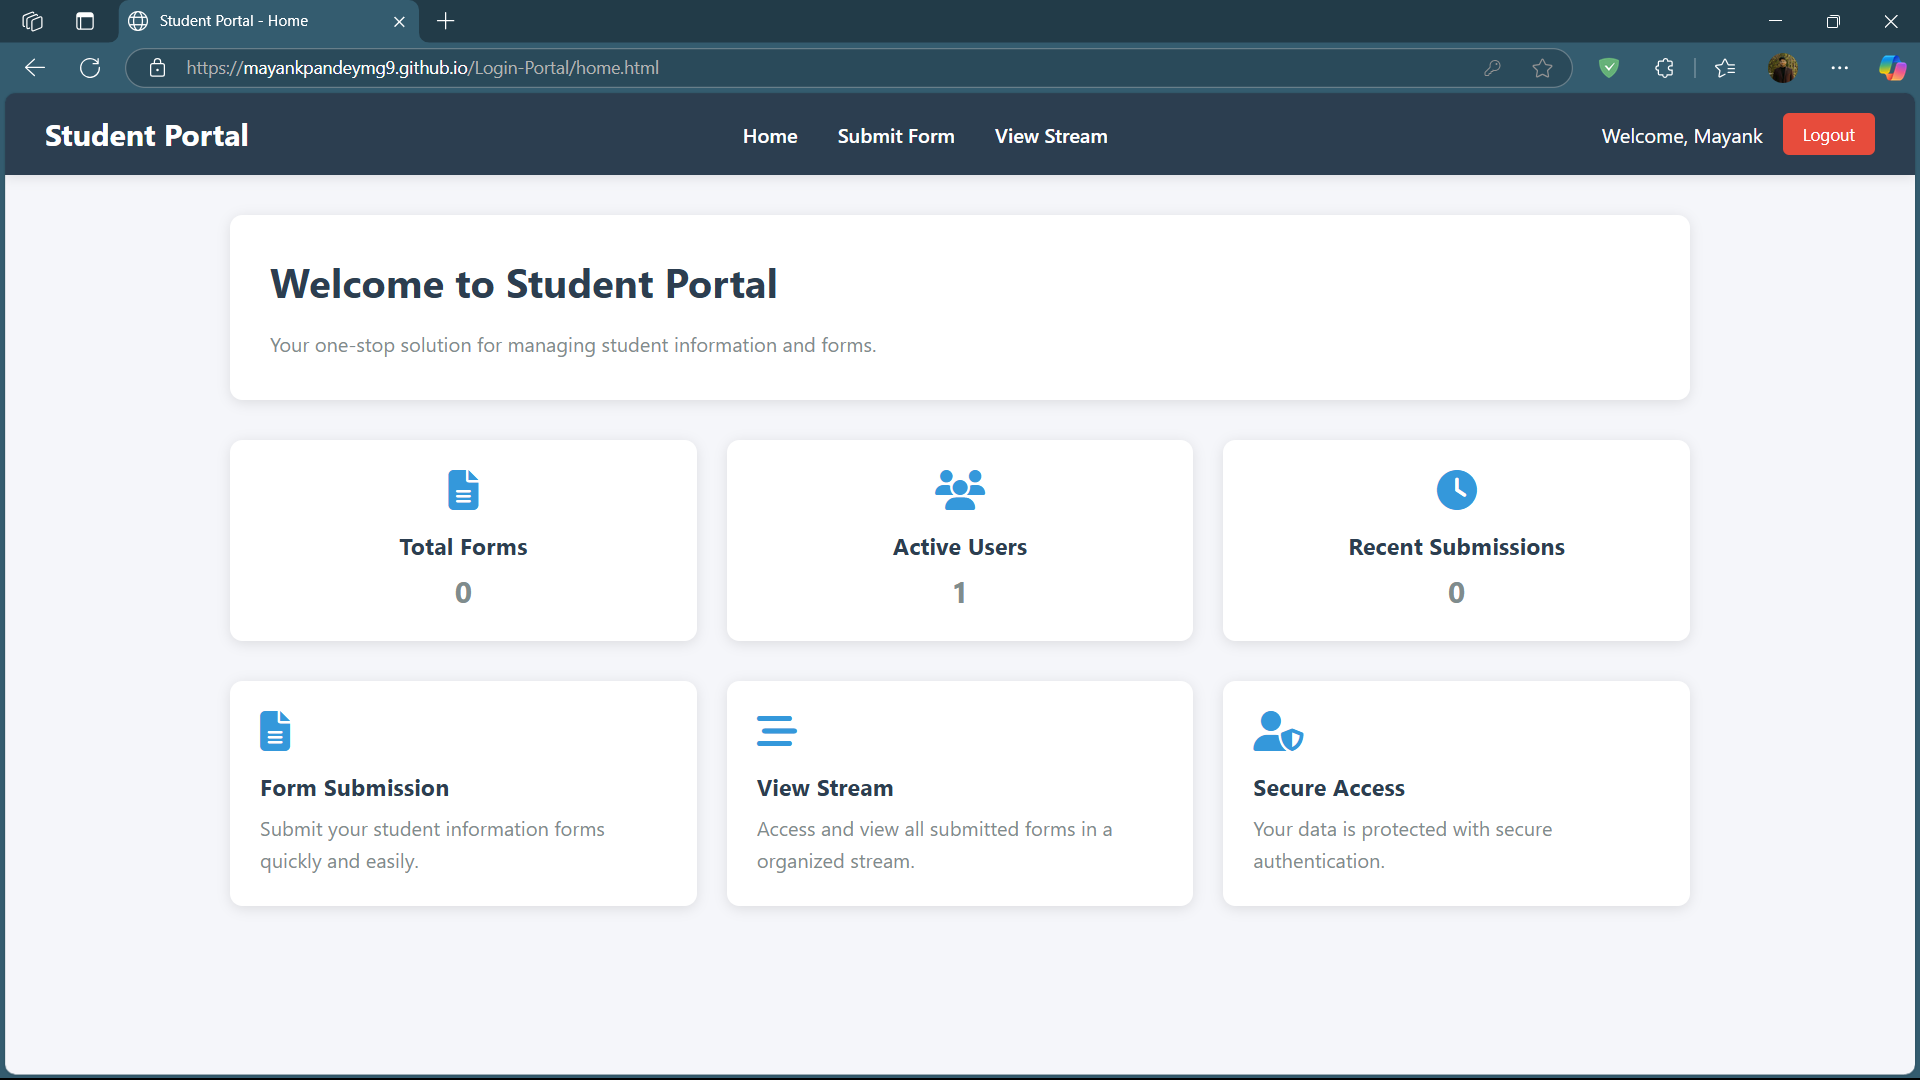 Student Portal - Home
https://mayankpandeymg9.github.io/Login-Portal/home.html
Student Portal
Home
Submit Form
View Stream
Welcome, Mayank
Logout
Welcome to Student Portal
Your one-stop solution for managing student information and forms.
Total Forms
0
Active Users
1
Recent Submissions
0
Form Submission
Submit your student information forms
quickly and easily.
View Stream
Access and view all submitted forms in a
organized stream.
Secure Access
Your data is protected with secure
authentication.